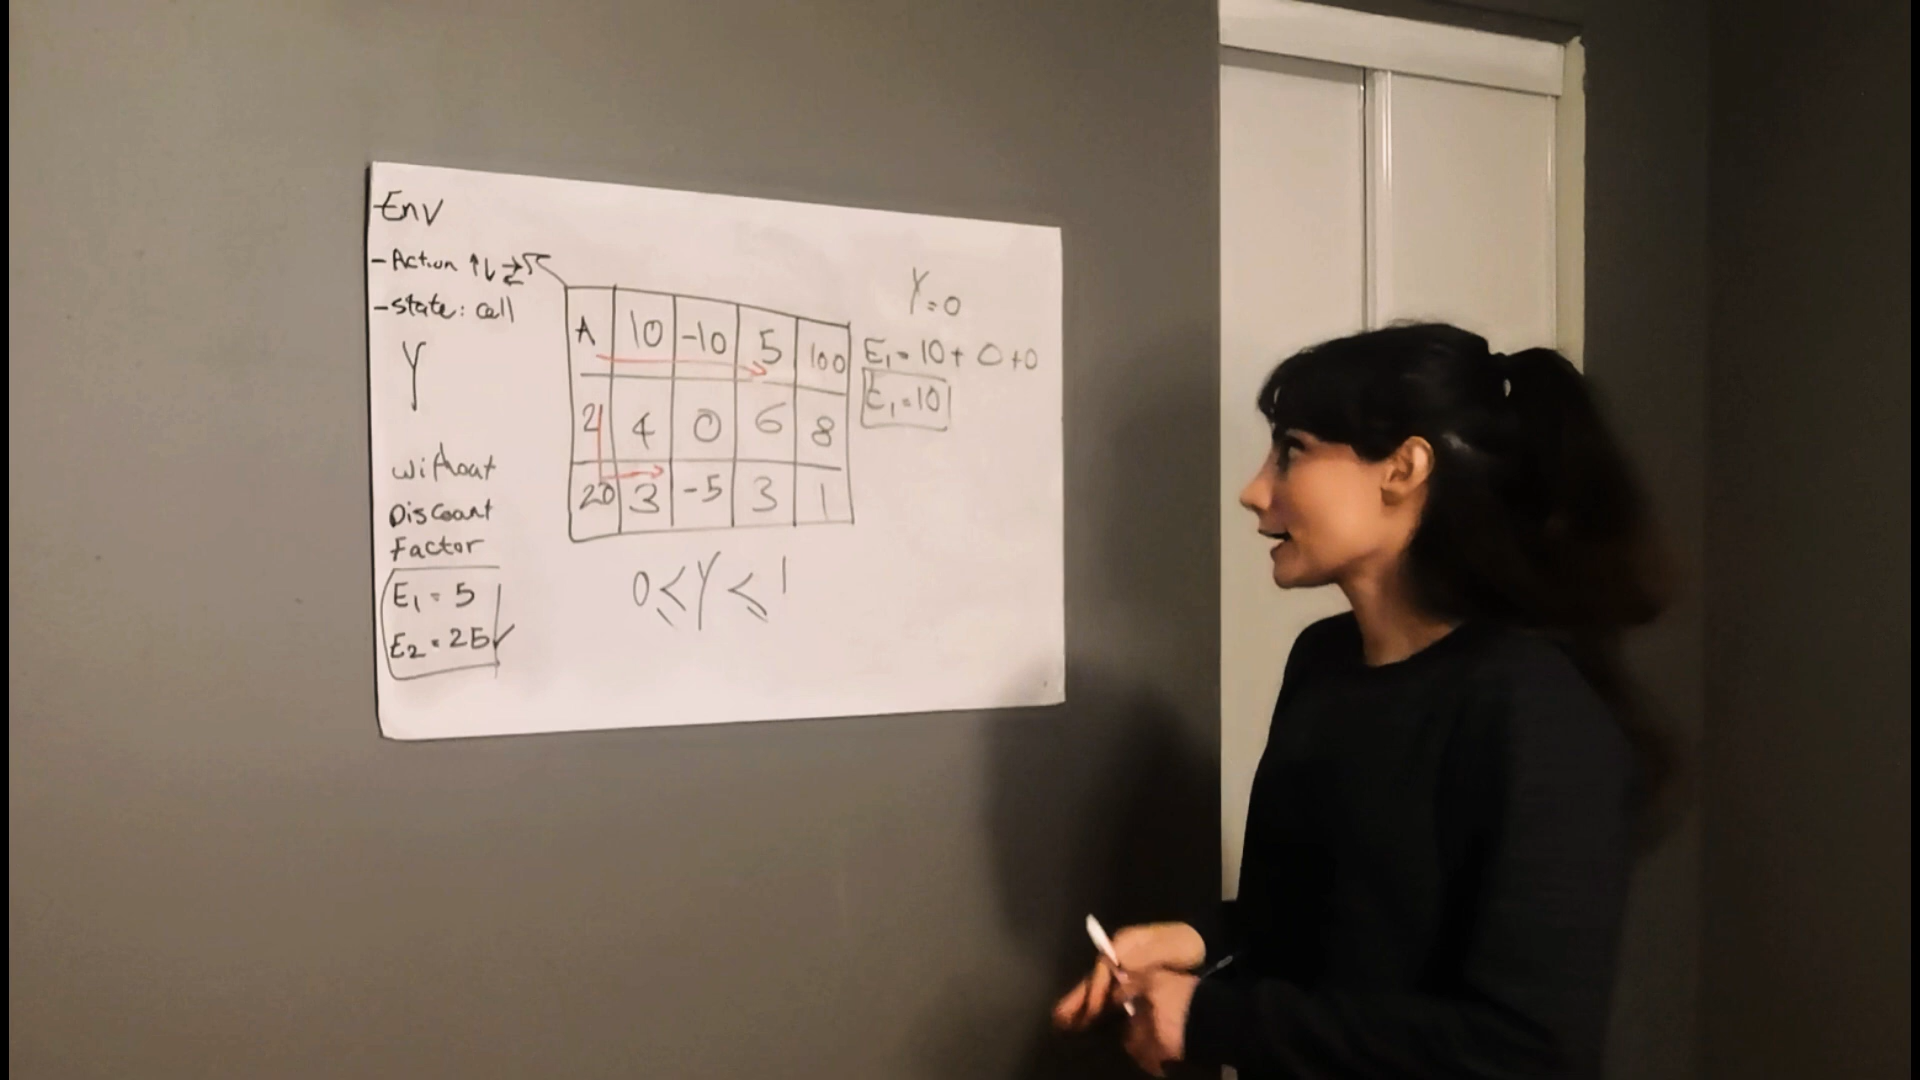 Env
- Action ↑↓⇄
- state: cell
γ
without
Discount
Factor
E₁ = 5
E₂ = 25 ✓
A 10 -10 5 100
2 4 0 6 8
20 3 -5 3 1
0 ≤ γ ≤ 1
γ = 0
E₁ = 10 + 0 + 0
E₁ = 10